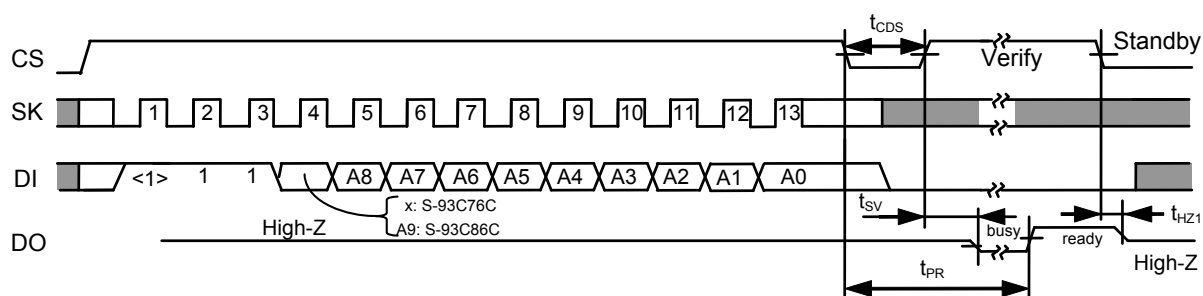 tCDS
CS Verify Standby
SK 1 2 3 4 5 6 7 8 9 10 11 12 13
DI <1> 1 1 A8 A7 A6 A5 A4 A3 A2 A1 A0
x: S-93C76C
A9: S-93C86C
tSV
busy
ready
tHZ1
DO High-Z
High-Z
tPR